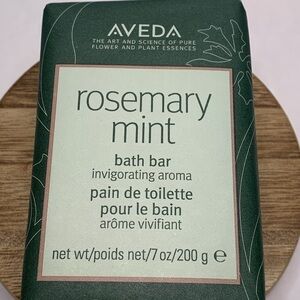 AVEDA
THE ART AND SCIENCE OF PURE
FLOWER AND PLANT ESSENCES
rosemary
mint
bath bar
invigorating aroma
pain de toilette
pour le bain
arôme vivifiant
net wt/poids net/7 oz/200 g ℮